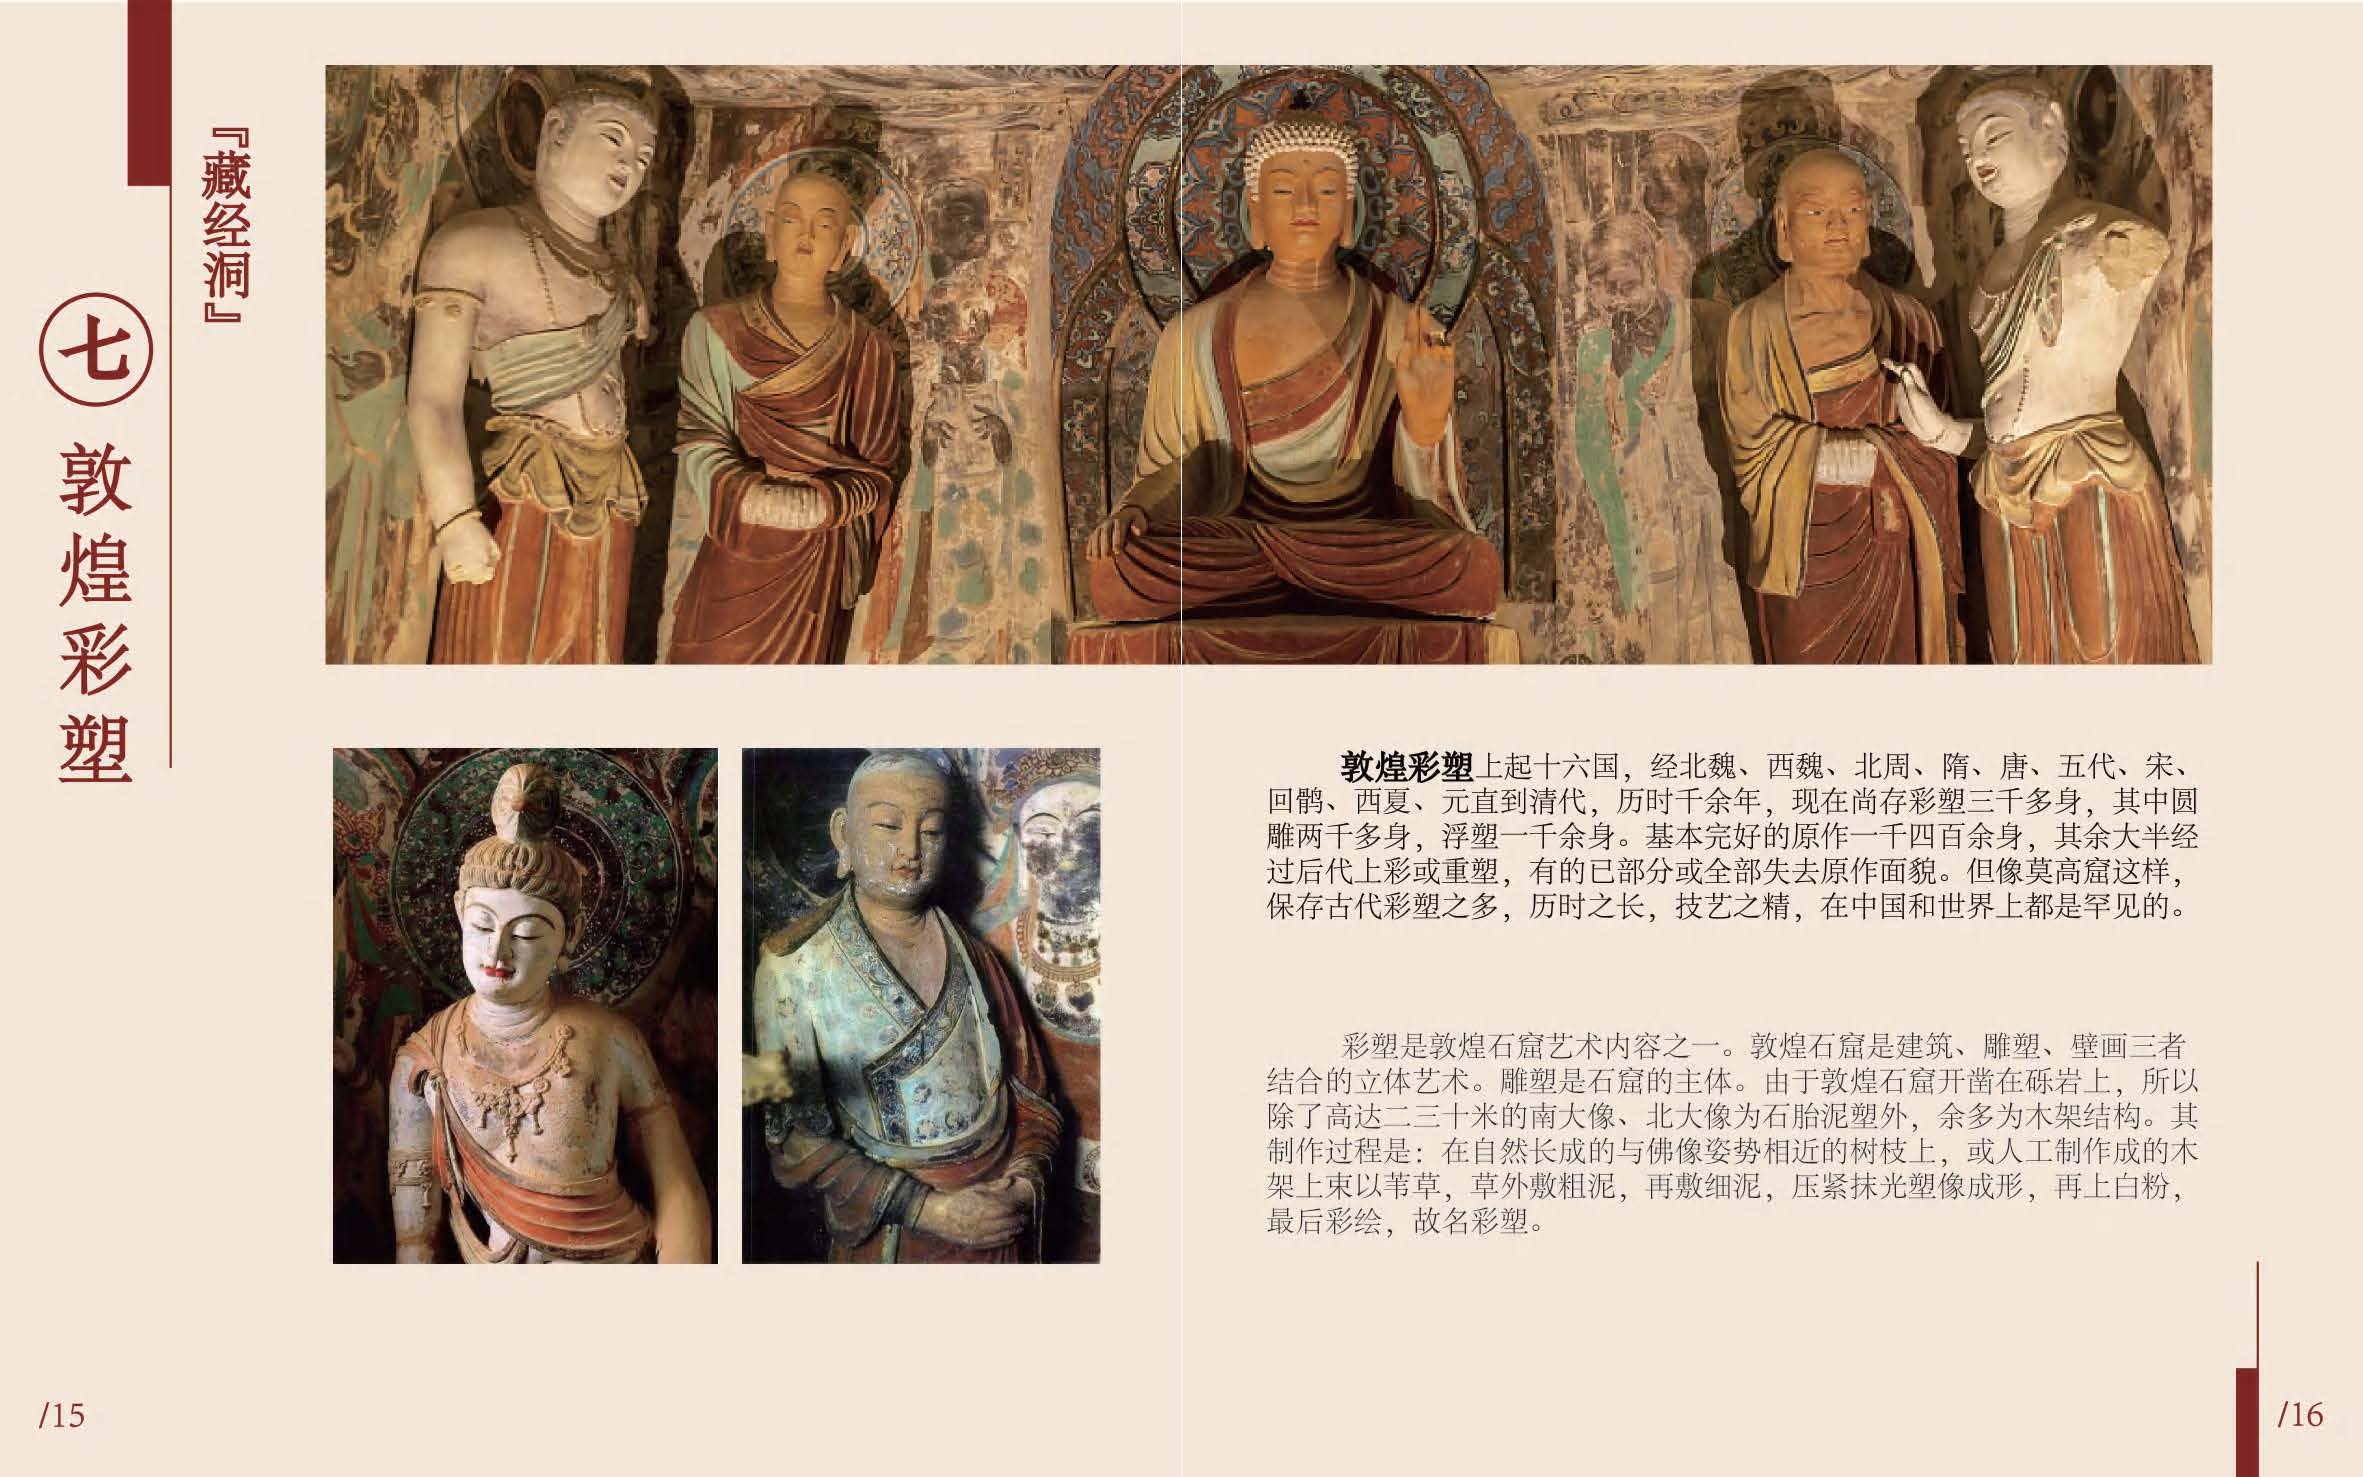 『藏经洞』
七
敦煌彩塑
敦煌彩塑上起十六国，经北魏、西魏、北周、隋、唐、五代、宋、
回鹘、西夏、元直到清代，历时千余年，现在尚存彩塑三千多身，其中圆
雕两千多身，浮塑一千余身。基本完好的原作一千四百余身，其余大半经
过后代上彩或重塑，有的已部分或全部失去原作面貌。但像莫高窟这样，
保存古代彩塑之多，历时之长，技艺之精，在中国和世界上都是罕见的。
彩塑是敦煌石窟艺术内容之一。敦煌石窟是建筑、雕塑、壁画三者
结合的立体艺术。雕塑是石窟的主体。由于敦煌石窟开凿在砾岩上，所以
除了高达二三十米的南大像、北大像为石胎泥塑外，余多为木架结构。其
制作过程是：在自然长成的与佛像姿势相近的树枝上，或人工制作成的木
架上束以苇草，草外敷粗泥，再敷细泥，压紧抹光塑像成形，再上白粉，
最后彩绘，故名彩塑。
/15
/16